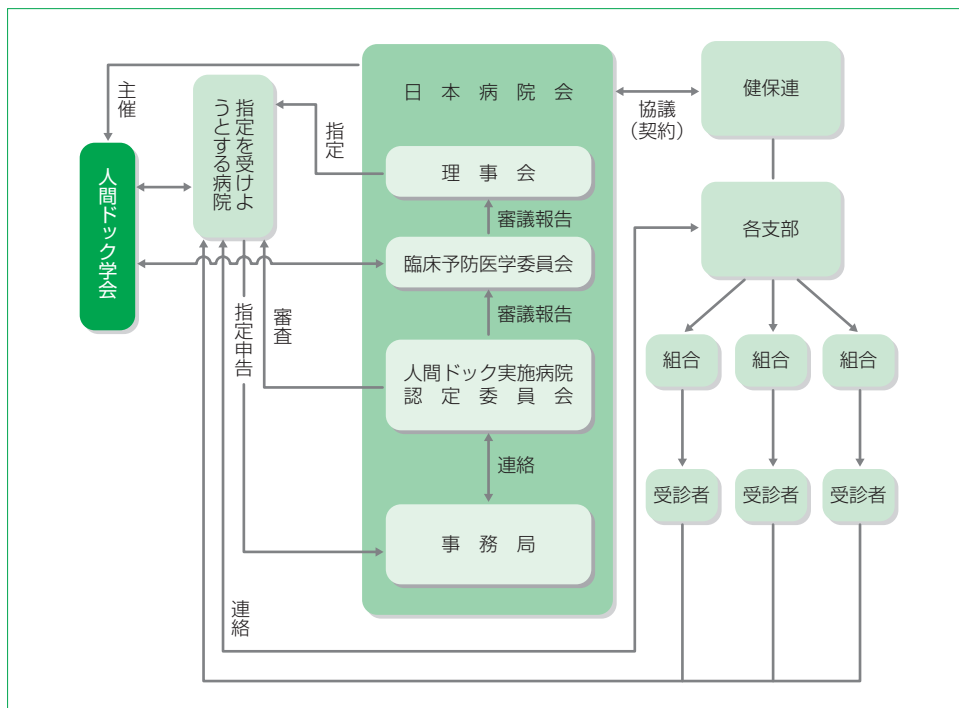 主催
人間ドック学会
指定を受けよ
うとする病院
指定
指定申告
審査
連絡
日本病院会
理事会
審議報告
臨床予防医学委員会
審議報告
人間ドック実施病院
認定委員会
連絡
事務局
協議
（契約）
健保連
各支部
組合
組合
組合
受診者
受診者
受診者